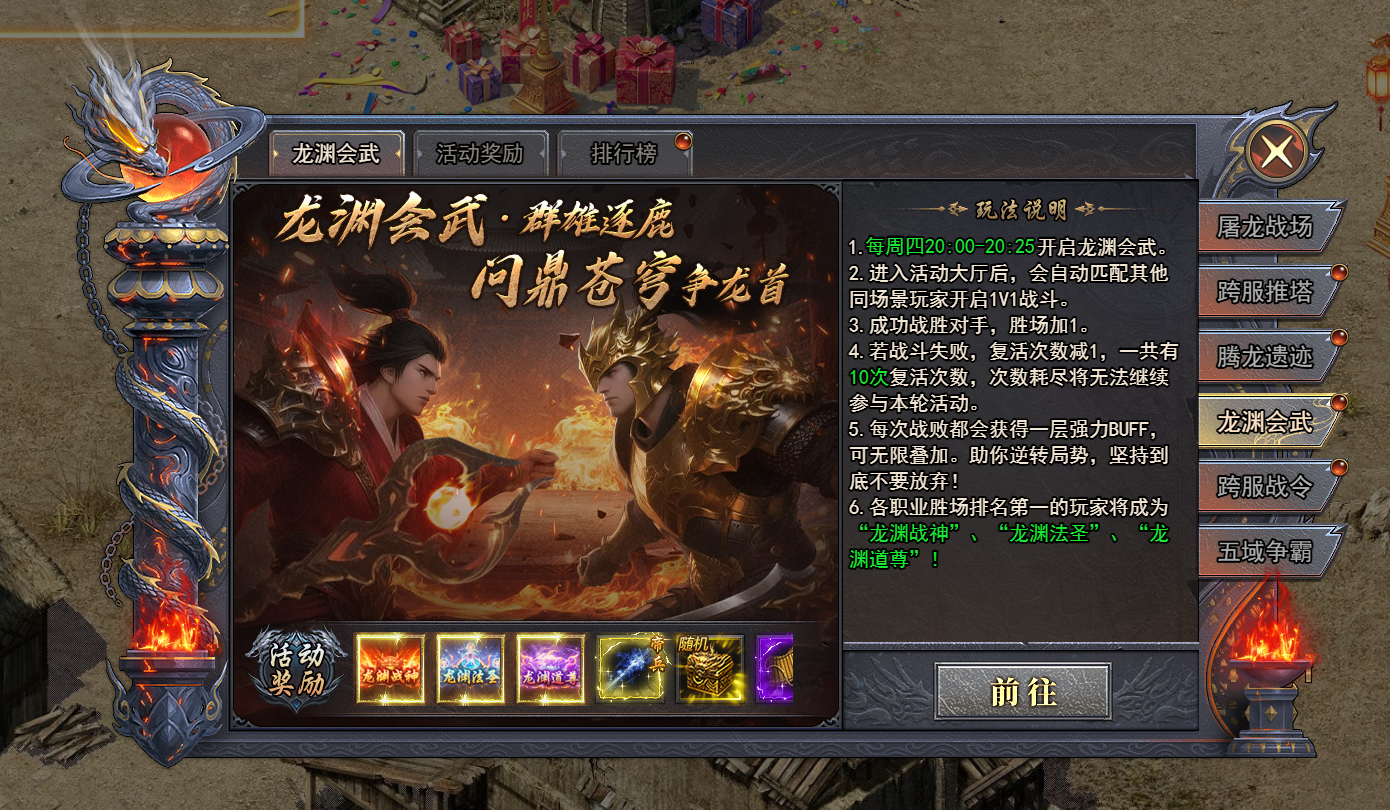 龙渊会武
活动奖励
排行榜
龙渊会武·群雄逐鹿
问鼎苍穹争龙首
玩法说明
1.每周四20:00-20:25开启龙渊会武。
2.进入活动大厅后，会自动匹配其他
同场景玩家开启1V1战斗。
3.成功战胜对手，胜场加1。
4.若战斗失败，复活次数减1，一共有
10次复活次数，次数耗尽将无法继续
参与本轮活动。
5.每次战败都会获得一层强力BUFF，
可无限叠加。助你逆转局势，坚持到
底不要放弃！
6.各职业胜场排名第一的玩家将成为
“龙渊战神”、“龙渊法圣”、“龙
渊道尊”！
屠龙战场
跨服推塔
腾龙遗迹
龙渊会武
跨服战令
五域争霸
活动
奖励
龙渊战神
龙渊法圣
龙渊道尊
帝兵
随机
前往